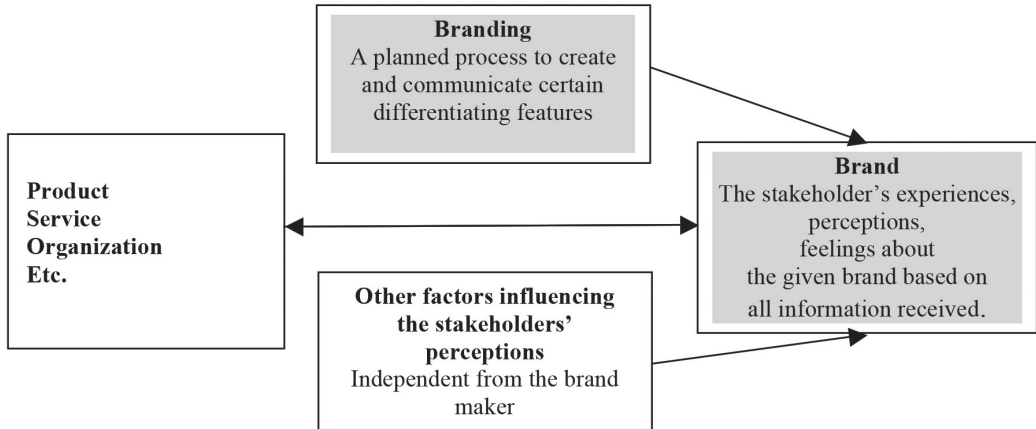 Branding
A planned process to create
and communicate certain
differentiating features
Product
Service
Organization
Etc.
Brand
The stakeholder’s experiences,
perceptions,
feelings about
the given brand based on
all information received.
Other factors influencing
the stakeholders’
perceptions
Independent from the brand
maker